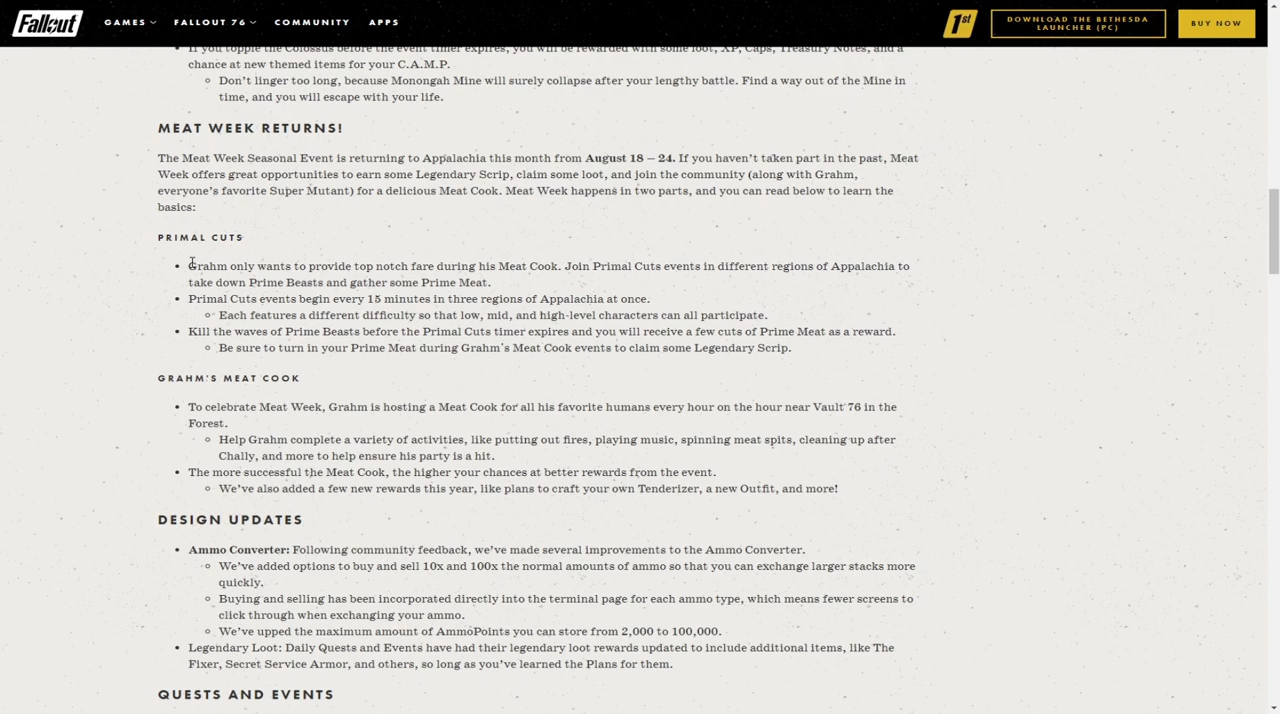 Fallout
GAMES
FALLOUT 76
COMMUNITY
APPS
1st
DOWNLOAD THE BETHESDA
LAUNCHER (PC)
BUY NOW
If you topple the Colossus before the event timer expires, you will be rewarded with some loot, XP, Caps, Treasury Notes, and a
chance at new themed items for your C.A.M.P.
Don't linger too long, because Monongah Mine will surely collapse after your lengthy battle. Find a way out of the Mine in
time, and you will escape with your life.
MEAT WEEK RETURNS!
The Meat Week Seasonal Event is returning to Appalachia this month from August 18 – 24. If you haven't taken part in the past, Meat
Week offers great opportunities to earn some Legendary Scrip, claim some loot, and join the community (along with Grahm,
everyone's favorite Super Mutant) for a delicious Meat Cook. Meat Week happens in two parts, and you can read below to learn the
basics:
PRIMAL CUTS
Grahm only wants to provide top notch fare during his Meat Cook. Join Primal Cuts events in different regions of Appalachia to
take down Prime Beasts and gather some Prime Meat.
Primal Cuts events begin every 15 minutes in three regions of Appalachia at once.
Each features a different difficulty so that low, mid, and high-level characters can all participate.
Kill the waves of Prime Beasts before the Primal Cuts timer expires and you will receive a few cuts of Prime Meat as a reward.
Be sure to turn in your Prime Meat during Grahm's Meat Cook events to claim some Legendary Scrip.
GRAHM'S MEAT COOK
To celebrate Meat Week, Grahm is hosting a Meat Cook for all his favorite humans every hour on the hour near Vault 76 in the
Forest.
Help Grahm complete a variety of activities, like putting out fires, playing music, spinning meat spits, cleaning up after
Chally, and more to help ensure his party is a hit.
The more successful the Meat Cook, the higher your chances at better rewards from the event.
We've also added a few new rewards this year, like plans to craft your own Tenderizer, a new Outfit, and more!
DESIGN UPDATES
Ammo Converter: Following community feedback, we've made several improvements to the Ammo Converter.
We've added options to buy and sell 10x and 100x the normal amounts of ammo so that you can exchange larger stacks more
quickly.
Buying and selling has been incorporated directly into the terminal page for each ammo type, which means fewer screens to
click through when exchanging your ammo.
We've upped the maximum amount of AmmoPoints you can store from 2,000 to 100,000.
Legendary Loot: Daily Quests and Events have had their legendary loot rewards updated to include additional items, like The
Fixer, Secret Service Armor, and others, so long as you've learned the Plans for them.
QUESTS AND EVENTS